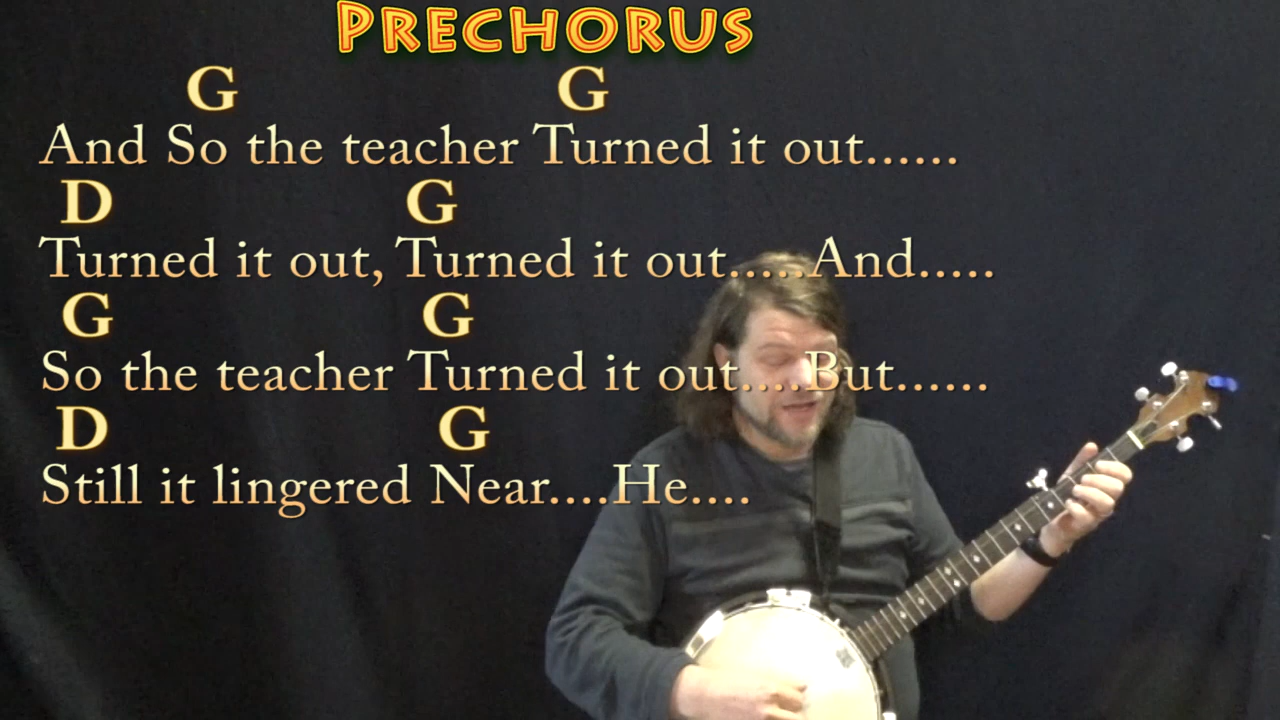 PRECHORUS
G G
And So the teacher Turned it out......
D G
Turned it out, Turned it out.....And.....
G G
So the teacher Turned it out....But......
D G
Still it lingered Near....He....